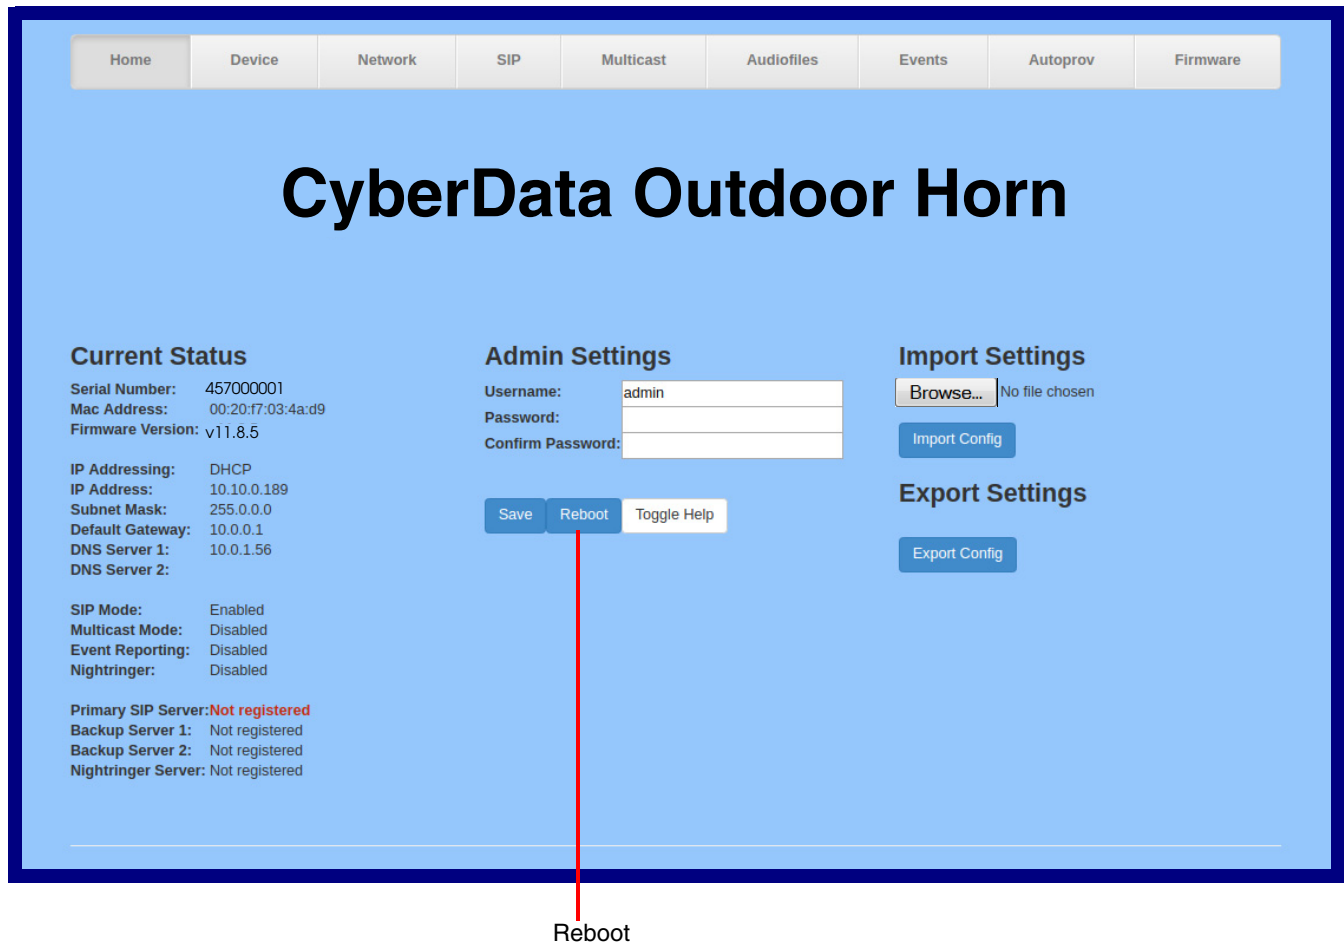 Home Device Network SIP Multicast Audiofiles Events Autoprov Firmware
CyberData Outdoor Horn
Current Status
Serial Number: 457000001
Mac Address: 00:20:f7:03:4a:d9
Firmware Version: v11.8.5
IP Addressing: DHCP
IP Address: 10.10.0.189
Subnet Mask: 255.0.0.0
Default Gateway: 10.0.0.1
DNS Server 1: 10.0.1.56
DNS Server 2:
SIP Mode: Enabled
Multicast Mode: Disabled
Event Reporting: Disabled
Nightringer: Disabled
Primary SIP Server: Not registered
Backup Server 1: Not registered
Backup Server 2: Not registered
Nightringer Server: Not registered
Admin Settings
Username: admin
Password:
Confirm Password:
Save Reboot Toggle Help
Import Settings
Browse... No file chosen
Import Config
Export Settings
Export Config
Reboot